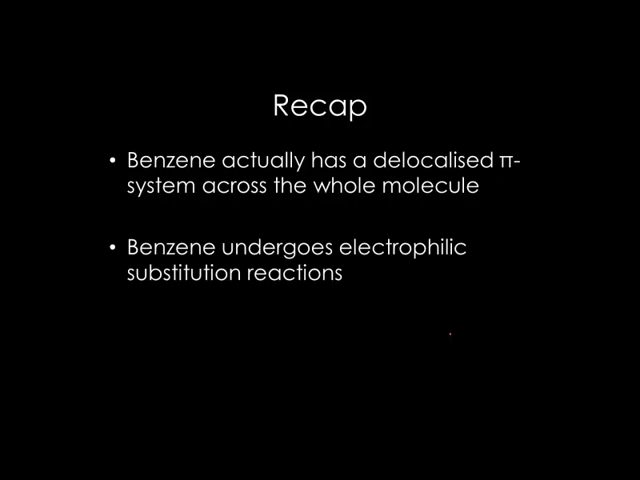 Recap
• Benzene actually has a delocalised π-
system across the whole molecule
• Benzene undergoes electrophilic
substitution reactions